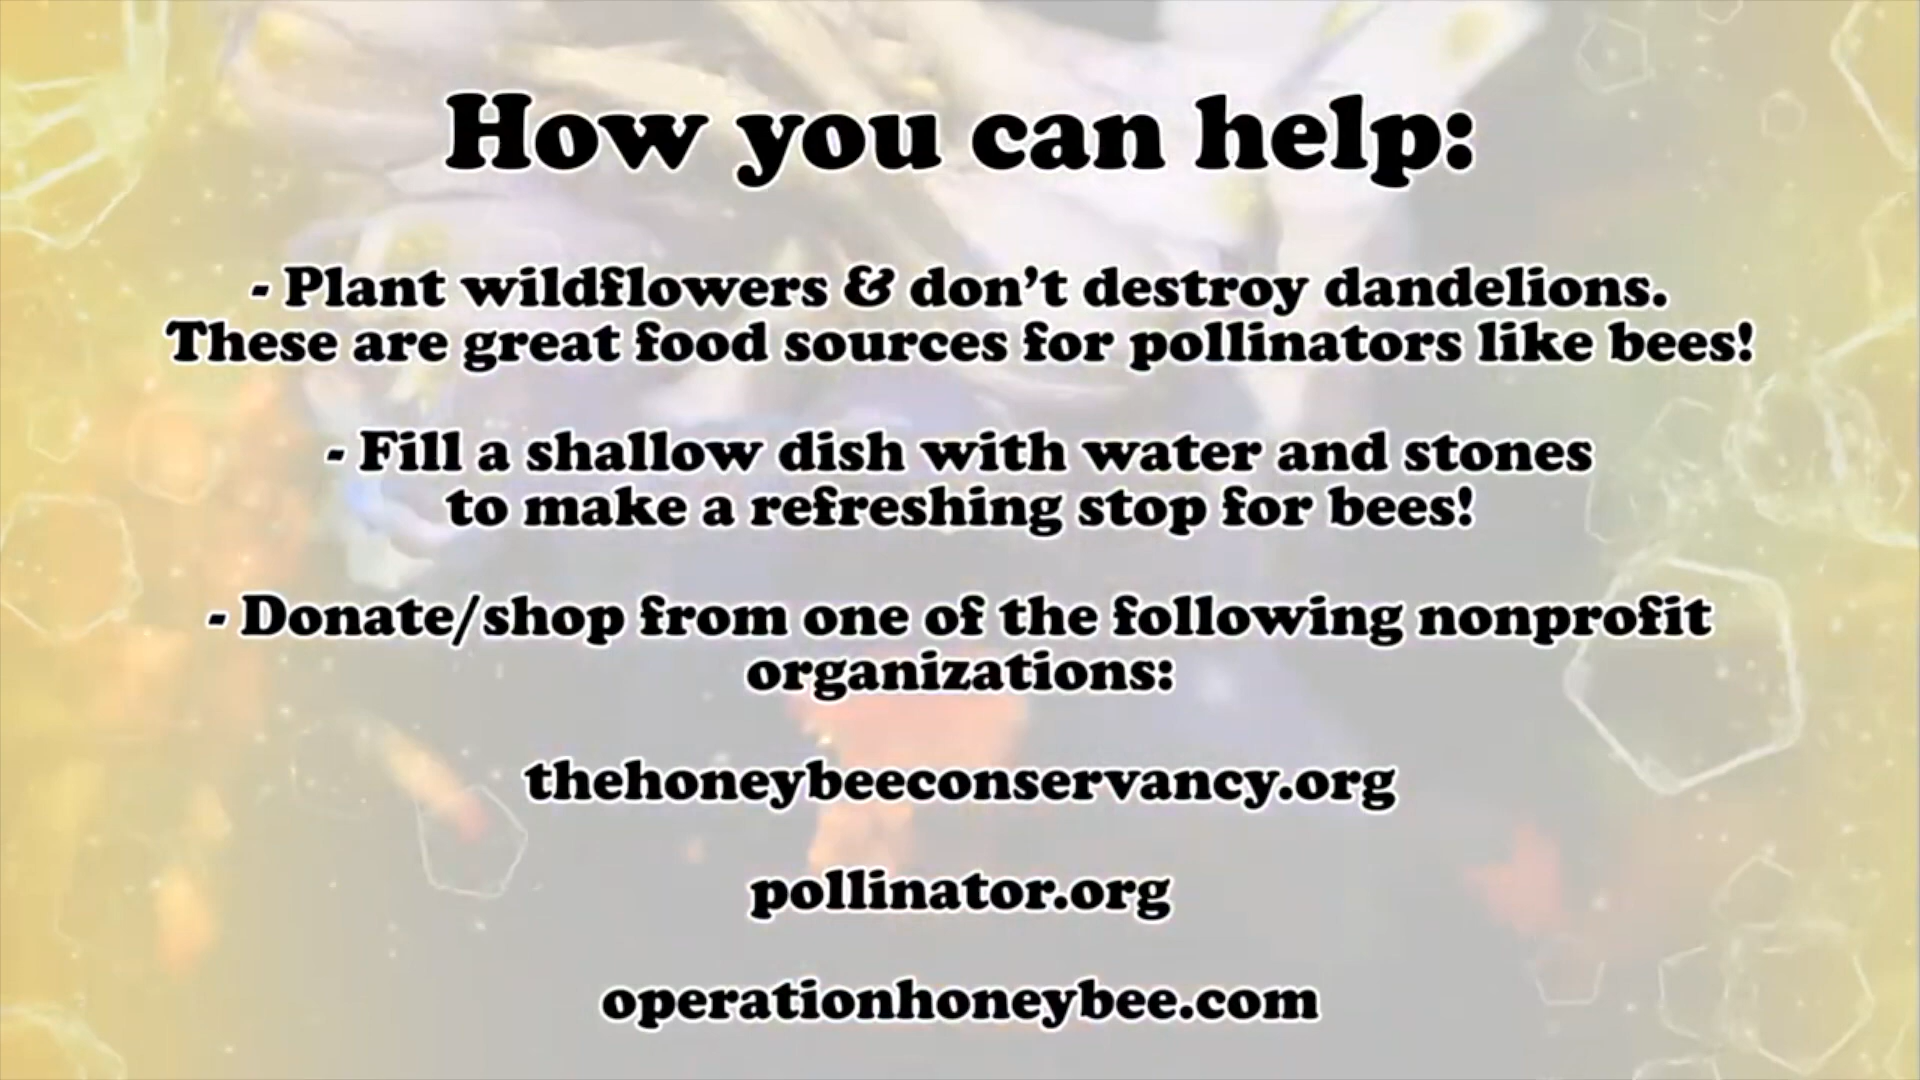 How you can help:
- Plant wildflowers & don’t destroy dandelions.
These are great food sources for pollinators like bees!
- Fill a shallow dish with water and stones
to make a refreshing stop for bees!
- Donate/shop from one of the following nonprofit
organizations:
thehoneybeeconservancy.org
pollinator.org
operationhoneybee.com